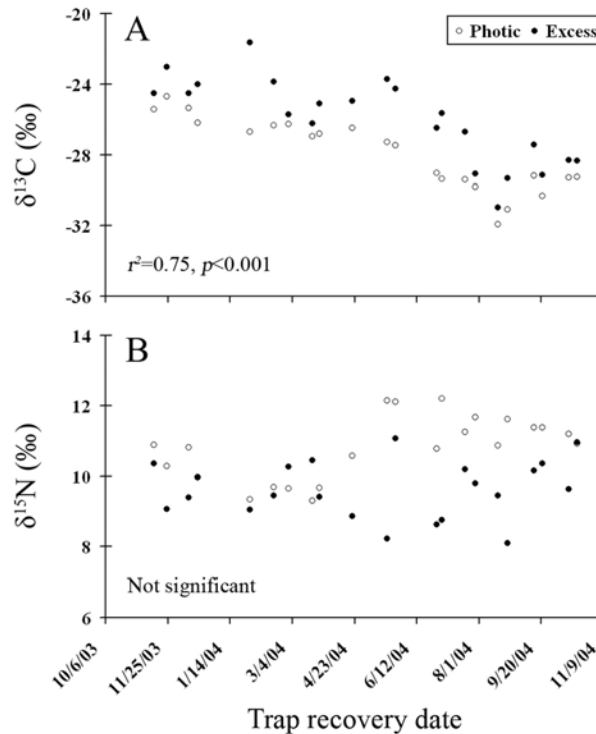 A
○ Photic ● Excess
-20
-24
-28
-32
-36
δ¹³C (‰)
r²=0.75, p<0.001
B
14
12
10
8
6
δ¹⁵N (‰)
Not significant
10/6/03
11/25/03
1/14/04
3/4/04
4/23/04
6/12/04
8/1/04
9/20/04
11/9/04
Trap recovery date